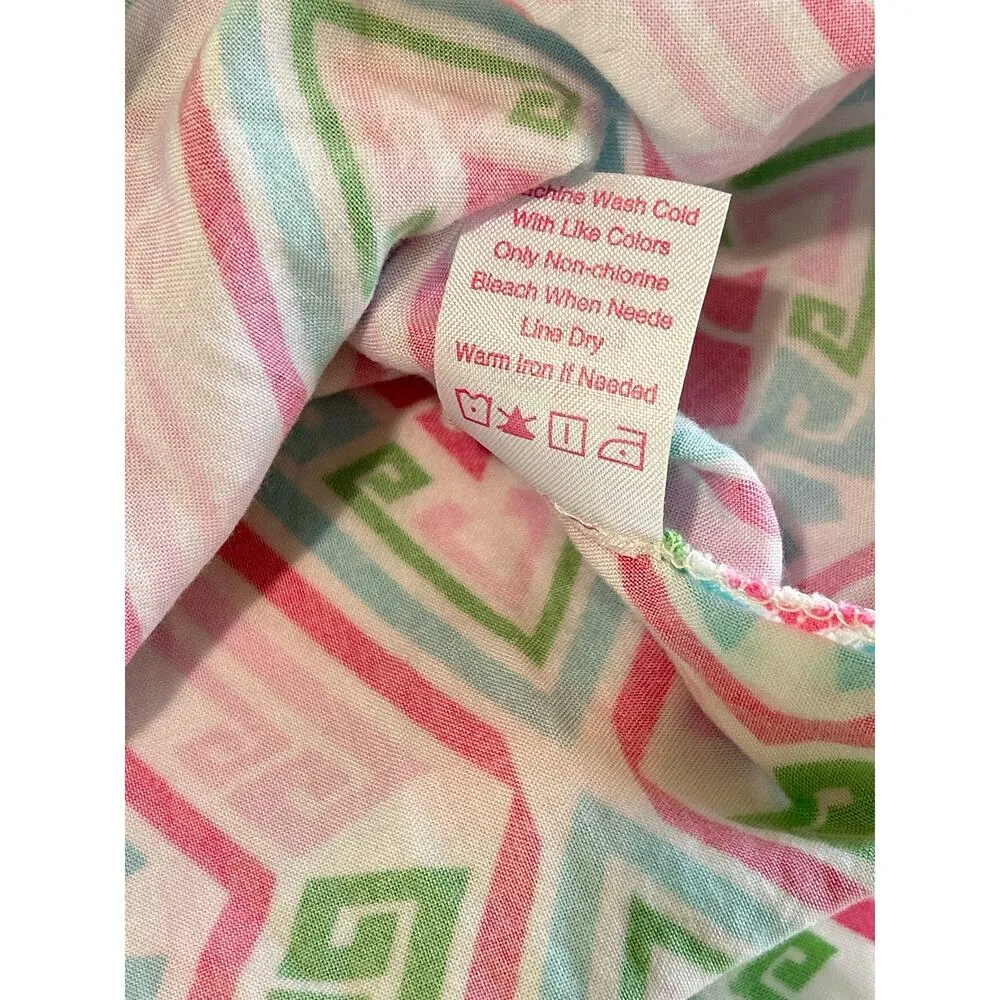 achine Wash Cold
With Like Colors
Only Non-chlorine
Bleach When Neede
Line Dry
Warm Iron If Needed